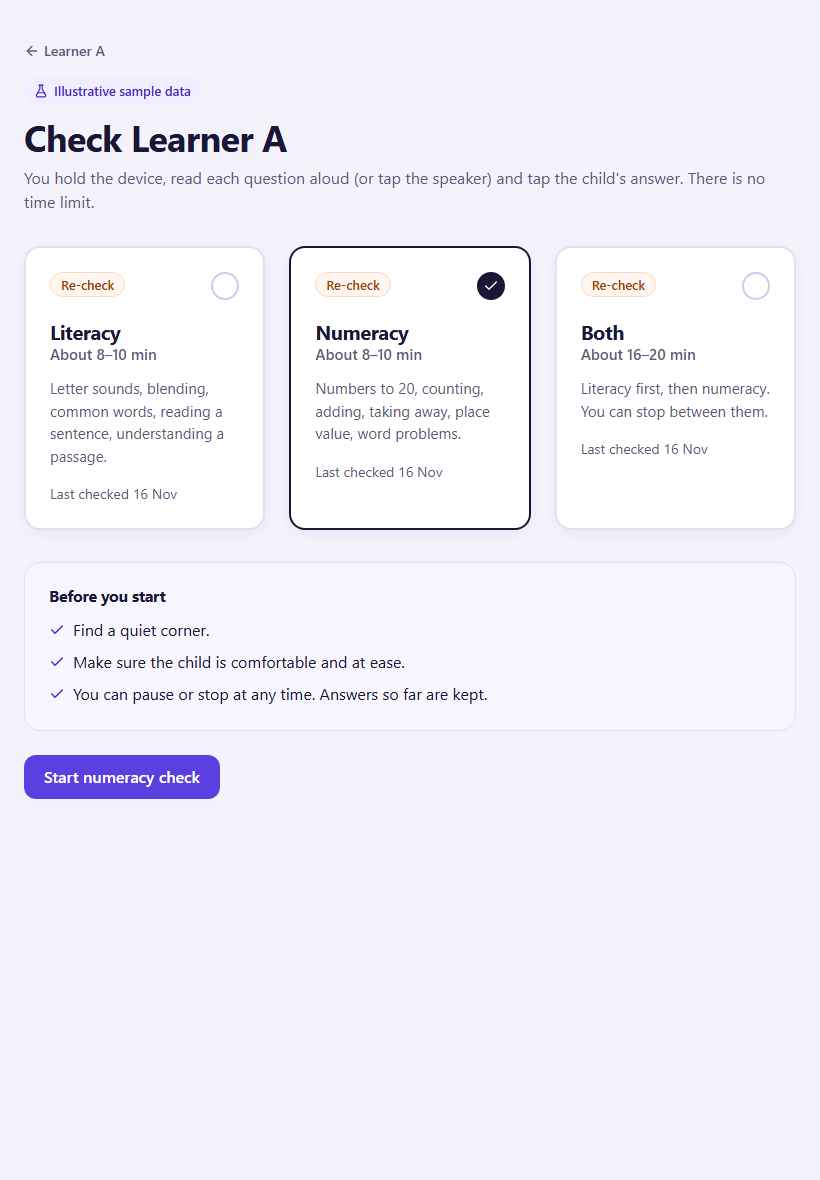 Learner A
Illustrative sample data
Check Learner A
You hold the device, read each question aloud (or tap the speaker) and tap the child's answer. There is no
time limit.
Re-check
Literacy
About 8–10 min
Letter sounds, blending,
common words, reading a
sentence, understanding a
passage.
Last checked 16 Nov
Re-check
Numeracy
About 8–10 min
Numbers to 20, counting,
adding, taking away, place
value, word problems.
Last checked 16 Nov
Re-check
Both
About 16–20 min
Literacy first, then numeracy.
You can stop between them.
Last checked 16 Nov
Before you start
Find a quiet corner.
Make sure the child is comfortable and at ease.
You can pause or stop at any time. Answers so far are kept.
Start numeracy check